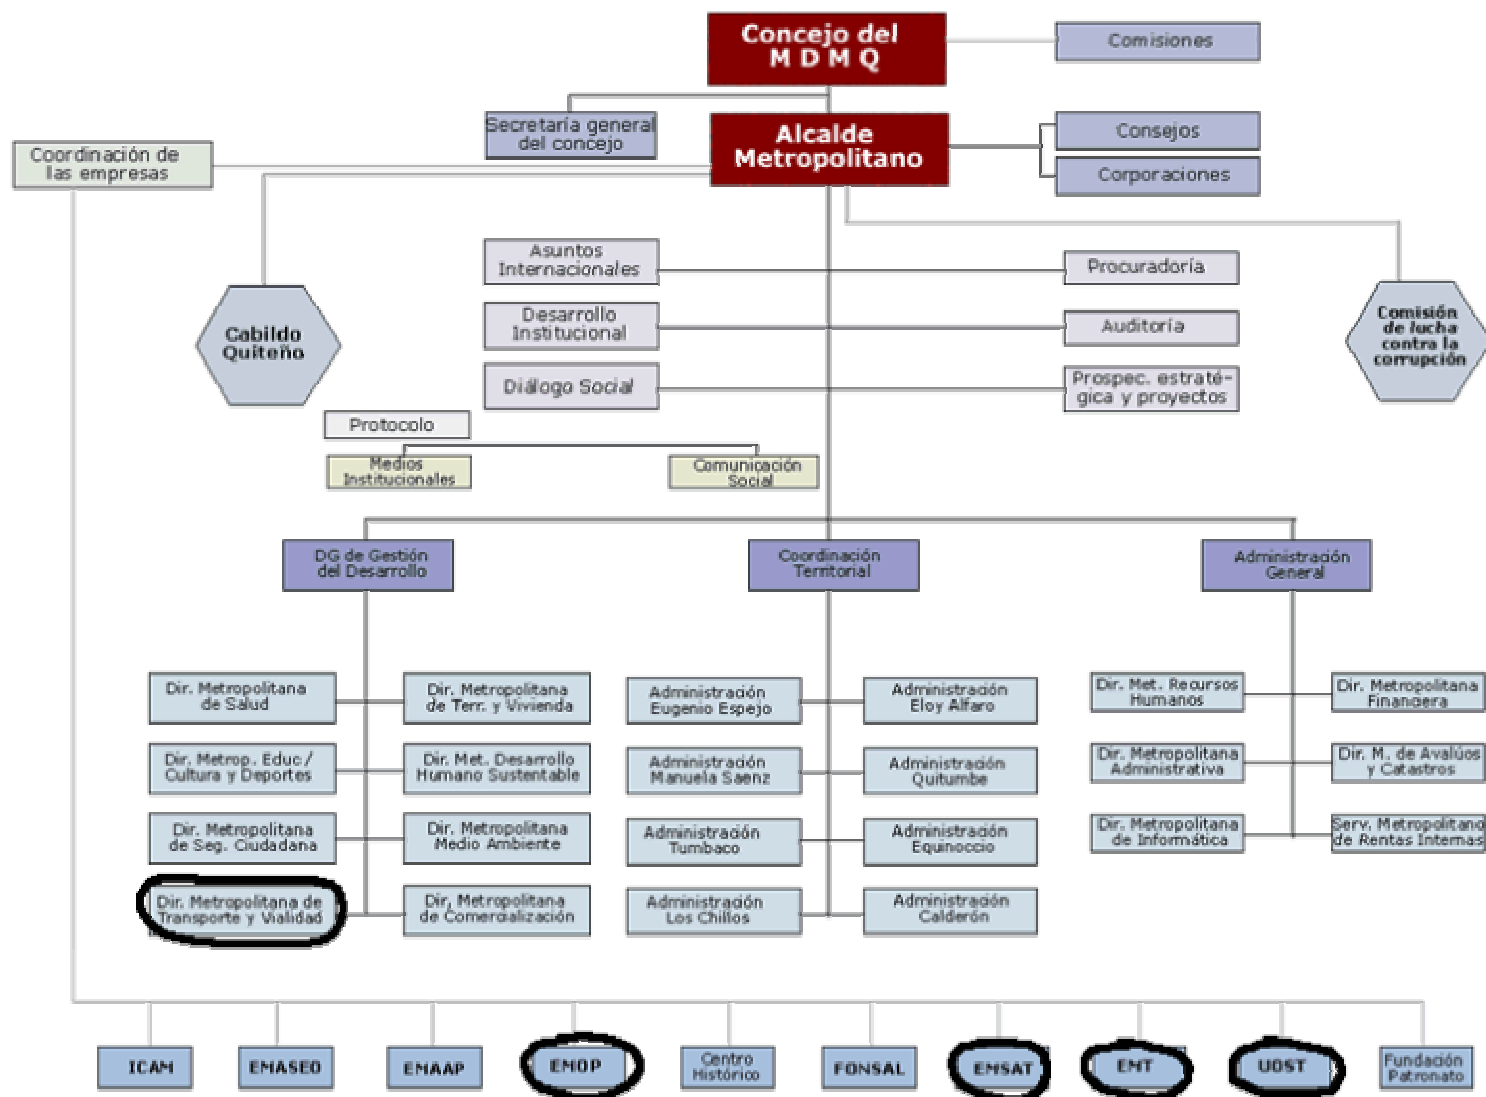 Concejo del
M D M Q
Comisiones
Secretaría general
del concejo
Alcalde
Metropolitano
Consejos
Corporaciones
Coordinación de
las empresas
Asuntos
Internacionales
Procuradoría
Desarrollo
Institucional
Auditoría
Diálogo Social
Prospec. estraté-
gica y proyectos
Cabildo
Quiteño
Comisión
de lucha
contra la
corrupción
Protocolo
Medios
Institucionales
Comunicación
Social
DG de Gestión
del Desarrollo
Coordinación
Territorial
Administración
General
Dir. Metropolitana
de Salud
Dir. Metropolitana
de Terr. y Vivienda
Dir. Metrop. Educ/
Cultura y Deportes
Dir. Met. Desarrollo
Humano Sustentable
Dir. Metropolitana
de Seg. Ciudadana
Dir. Metropolitana
Medio Ambiente
Dir. Metropolitana de
Transporte y Vialidad
Dir, Metropolitana
de Comercialización
Administración
Eugenio Espejo
Administración
Eloy Alfaro
Administración
Manuela Saenz
Administración
Quitumbe
Administración
Tumbaco
Administración
Equinoccio
Administración
Los Chillos
Administración
Calderón
Dir. Met. Recursos
Humanos
Dir. Metropolitana
Financiera
Dir. Metropolitana
Administrativa
Dir. M. de Avalúos
y Catastros
Dir. Metropolitana
de Informática
Serv. Metropolitano
de Rentas Internas
ICAM
EMASEO
EMAAP
EMOP
Centro
Histórico
FONSAL
EMSAT
EMT
UOST
Fundación
Patronato